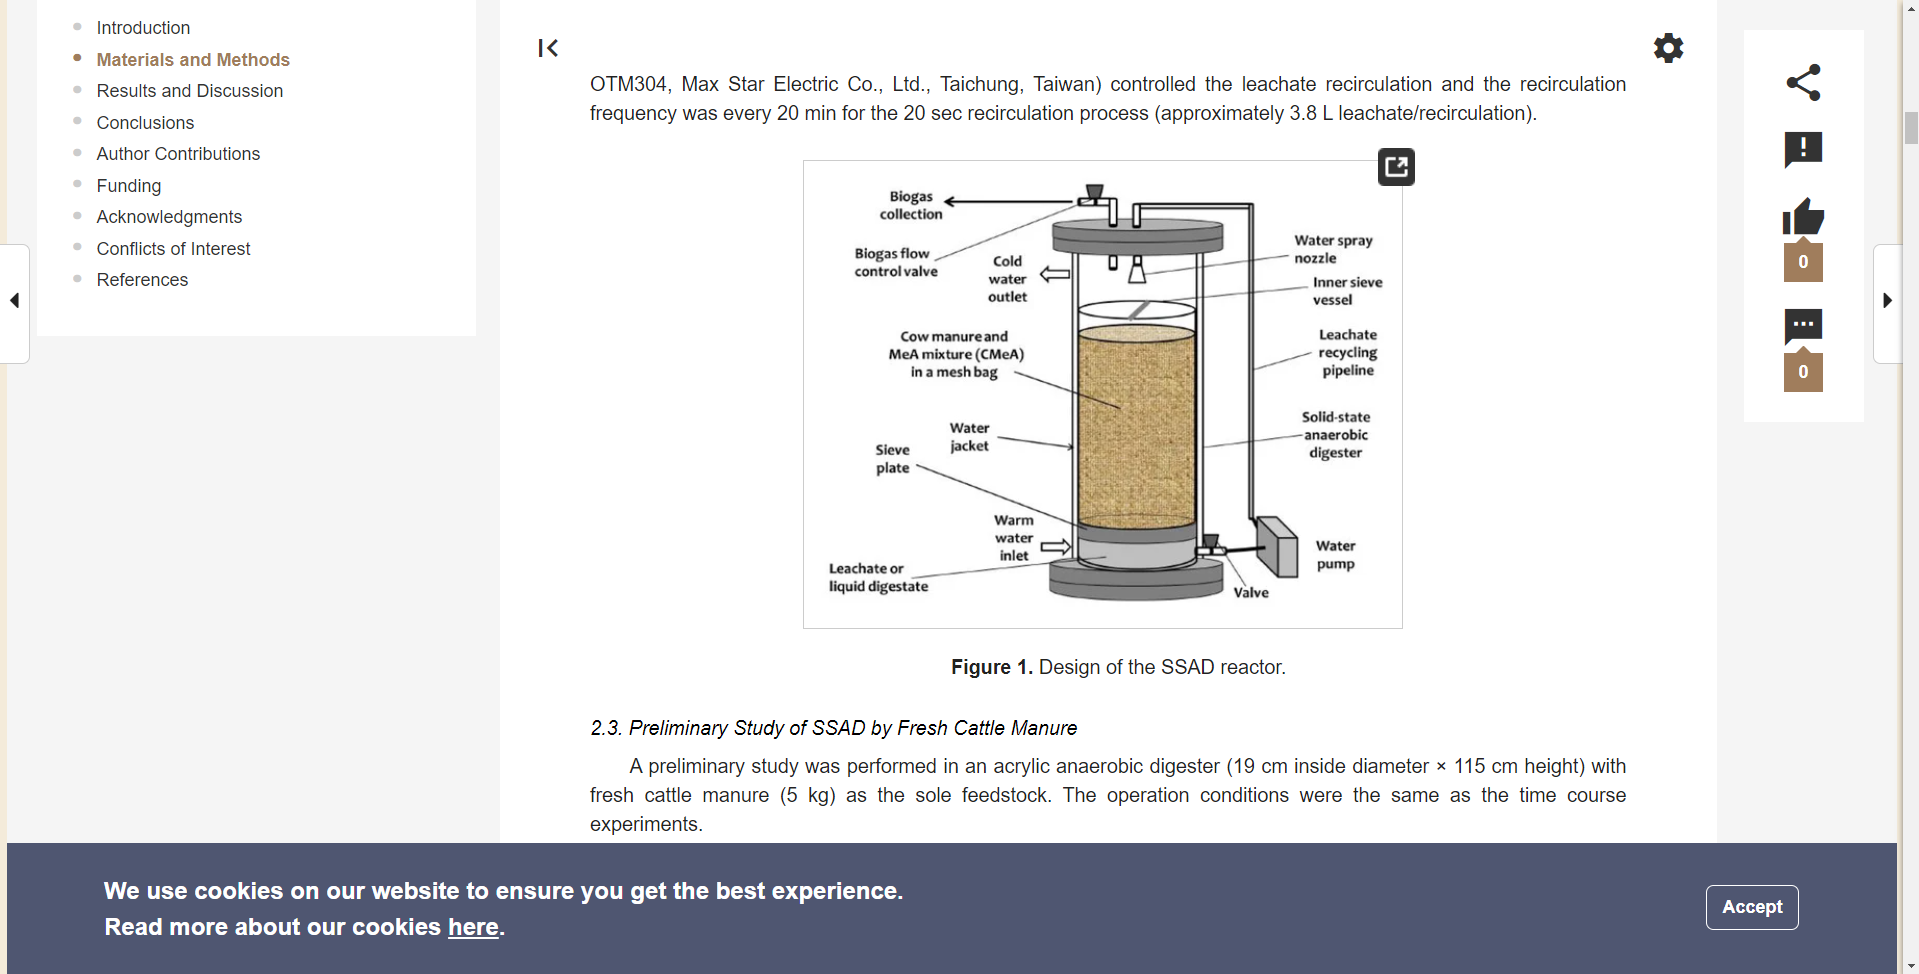 Introduction
Materials and Methods
Results and Discussion
Conclusions
Author Contributions
Funding
Acknowledgments
Conflicts of Interest
References
OTM304, Max Star Electric Co., Ltd., Taichung, Taiwan) controlled the leachate recirculation and the recirculation
frequency was every 20 min for the 20 sec recirculation process (approximately 3.8 L leachate/recirculation).
Biogas
collection
Biogas flow
control valve
Cold
water
outlet
Water spray
nozzle
Inner sieve
vessel
Cow manure and
MeA mixture (CMeA)
in a mesh bag
Leachate
recycling
pipeline
Water
jacket
Solid-state
anaerobic
digester
Sieve
plate
Warm
water
inlet
Water
pump
Leachate or
liquid digestate
Valve
Figure 1. Design of the SSAD reactor.
2.3. Preliminary Study of SSAD by Fresh Cattle Manure
A preliminary study was performed in an acrylic anaerobic digester (19 cm inside diameter × 115 cm height) with
fresh cattle manure (5 kg) as the sole feedstock. The operation conditions were the same as the time course
experiments.
0
0
We use cookies on our website to ensure you get the best experience.
Read more about our cookies here.
Accept